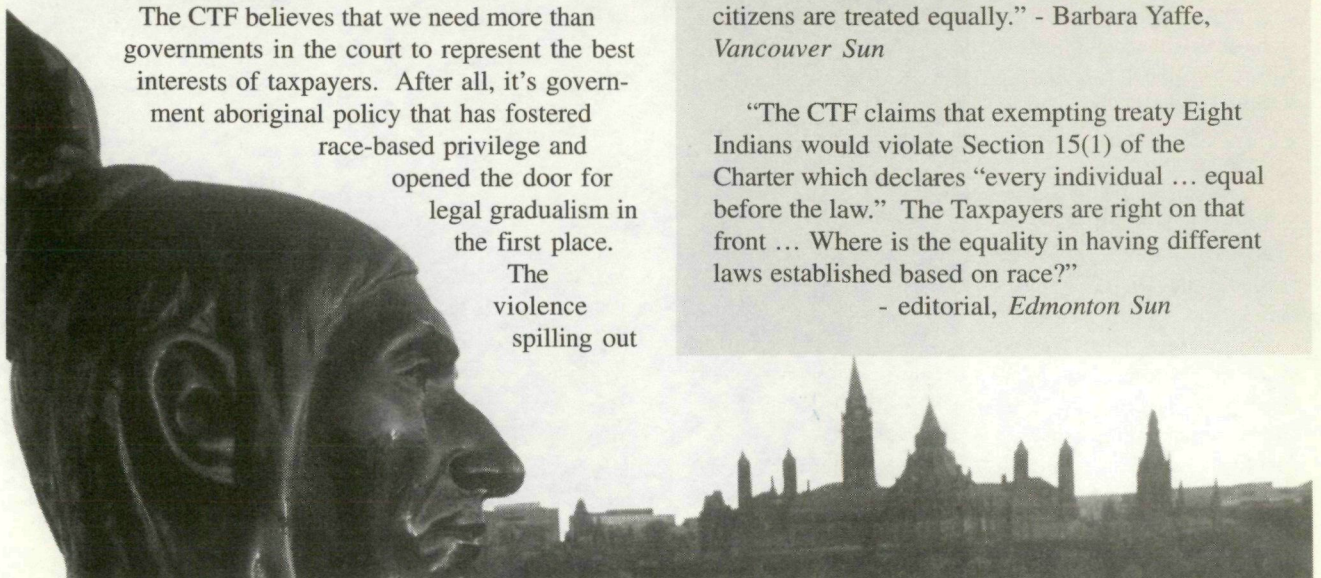 The CTF believes that we need more than
governments in the court to represent the best
interests of taxpayers. After all, it's govern-
ment aboriginal policy that has fostered
race-based privilege and
opened the door for
legal gradualism in
the first place.
The
violence
spilling out
citizens are treated equally." - Barbara Yaffe,
Vancouver Sun
"The CTF claims that exempting treaty Eight
Indians would violate Section 15(1) of the
Charter which declares "every individual … equal
before the law." The Taxpayers are right on that
front … Where is the equality in having different
laws established based on race?"
- editorial, Edmonton Sun